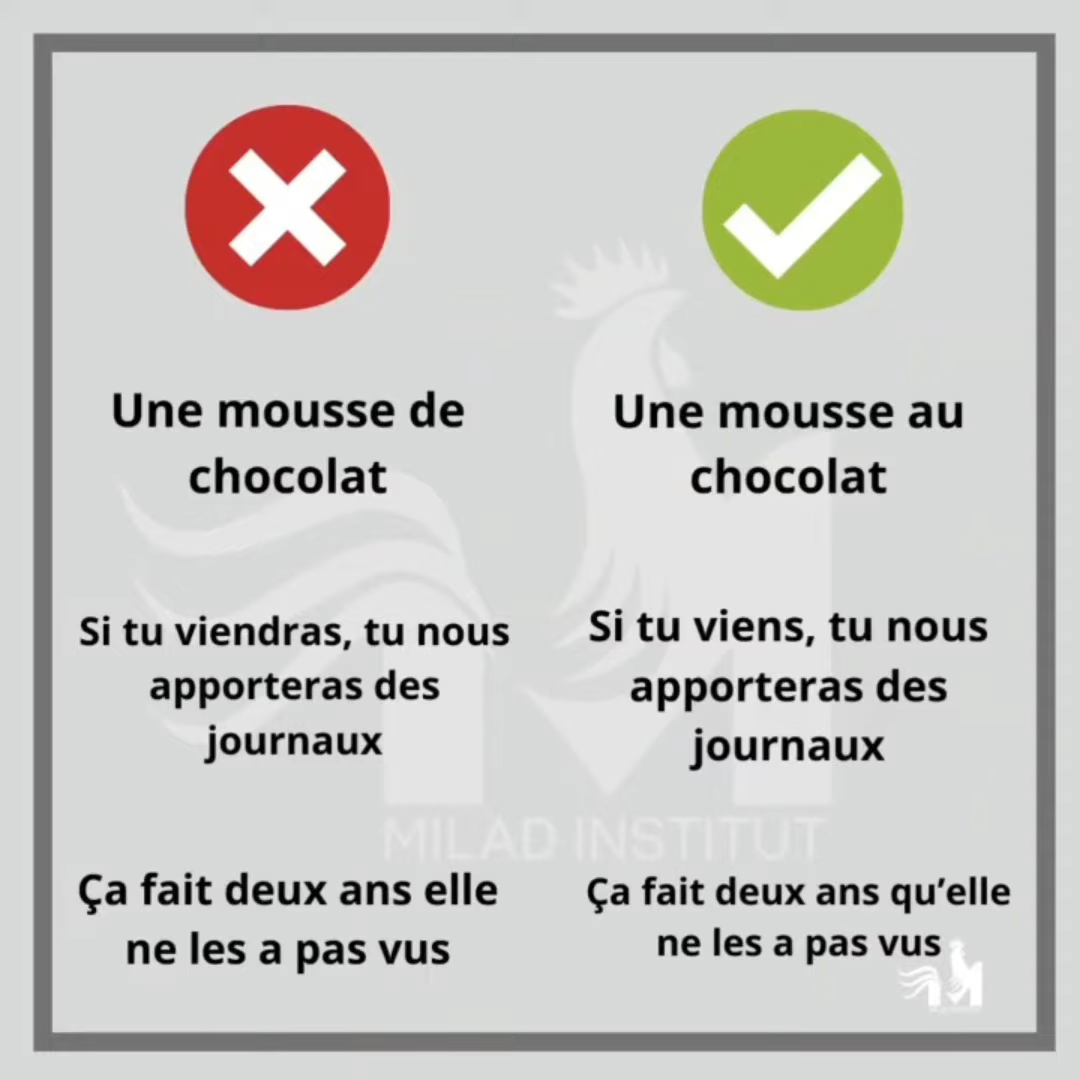 Une mousse de
chocolat
Une mousse au
chocolat
Si tu viendras, tu nous
apporteras des
journaux
Si tu viens, tu nous
apporteras des
journaux
MILAD INSTITUT
Ça fait deux ans elle
ne les a pas vus
Ça fait deux ans qu’elle
ne les a pas vus